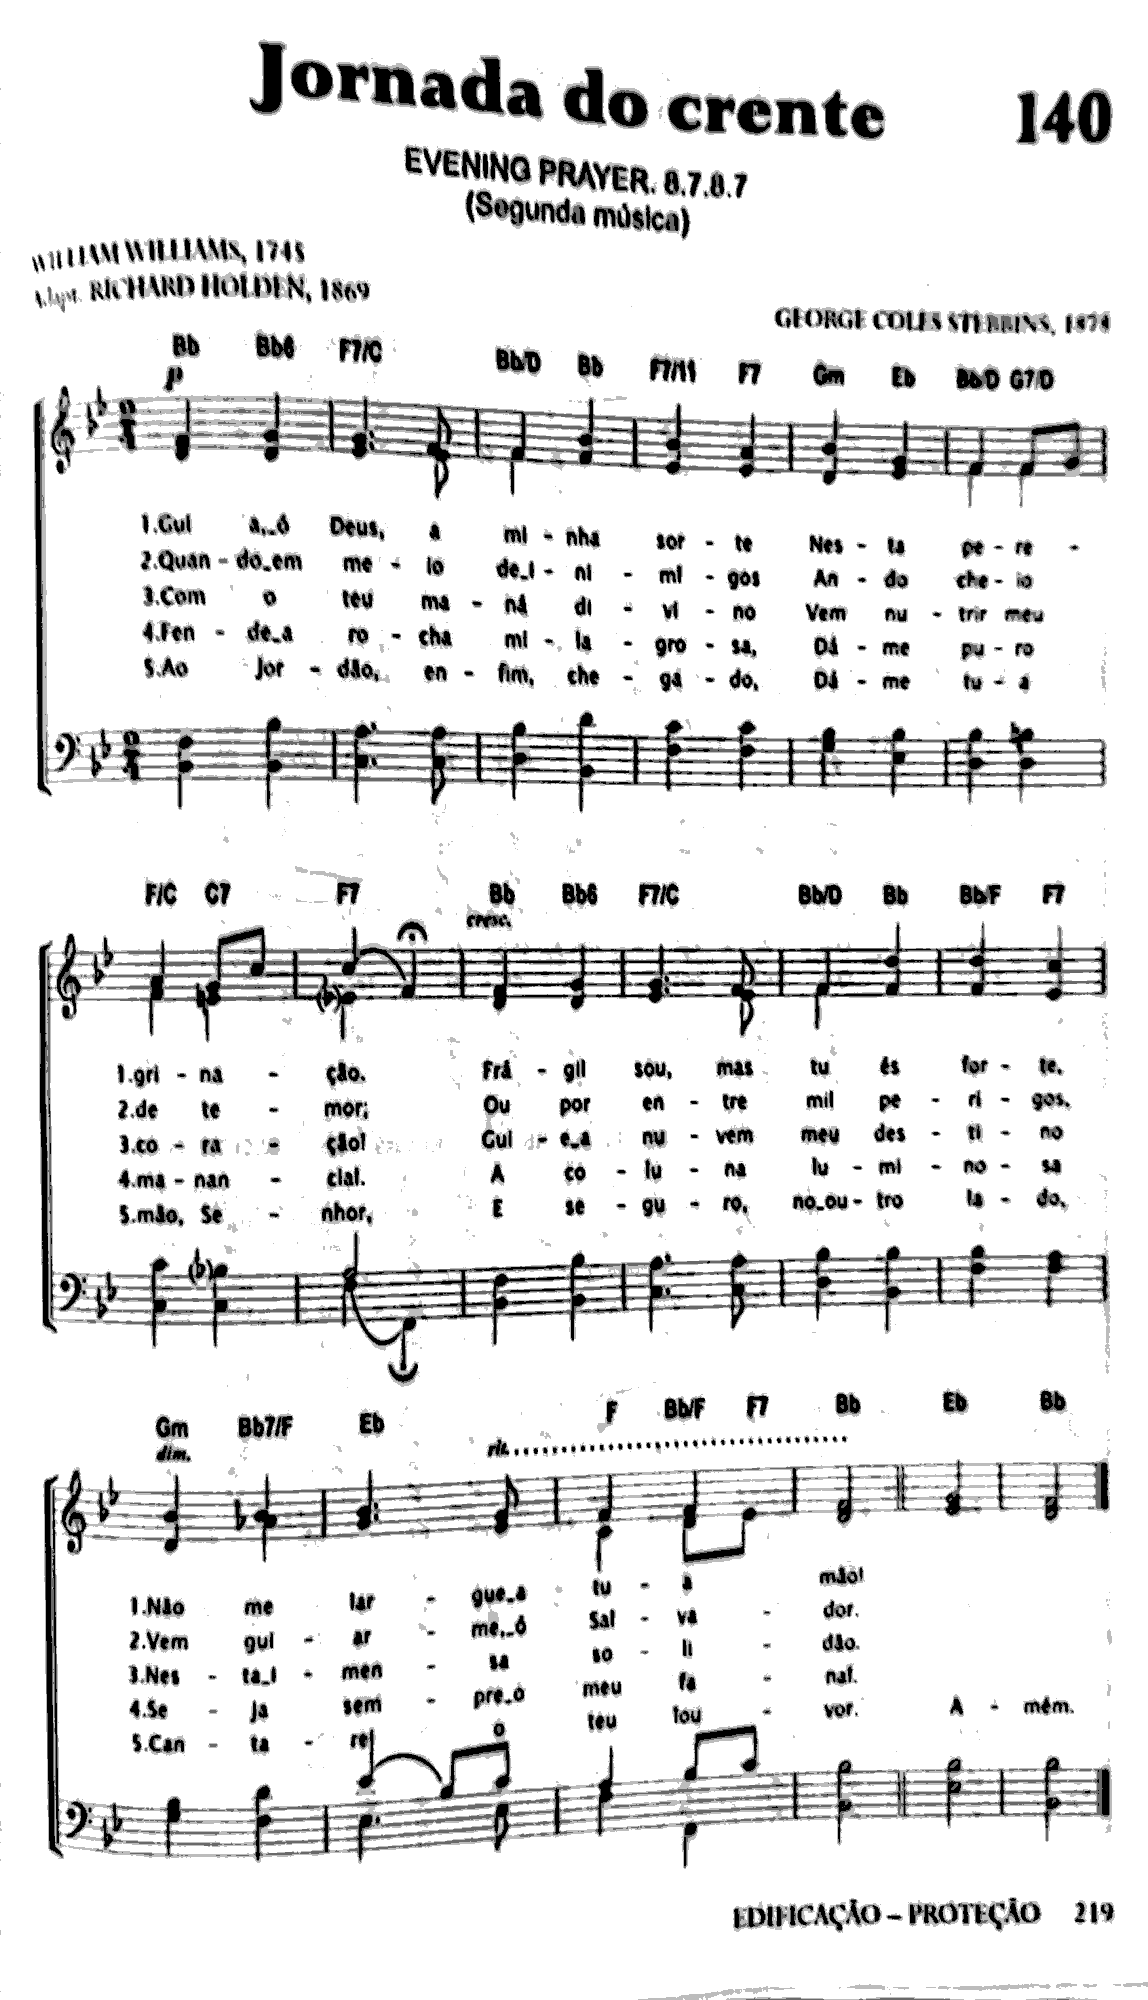 Jornada do crente 140
EVENING PRAYER. 8.7.8.7
(Segunda música)
WILLIAM WILLIAMS, 1745
Adapt. RICHARD HOLDEN, 1869
GEORGE COLES STEBBINS, 1874
Bb Bb6 F7/C Bb/D Bb F7/11 F7 Gm Eb Bb/D G7/D
p
1.Gui a,_ó Deus, a mi - nha sor - te Nes - ta pe - re -
2.Quan - do_em me - io de_i - ni - mi - gos An - do che - io
3.Com o teu ma - ná di - vi - no Vem nu - trir meu
4.Fen - de_a ro - cha mi - la - gro - sa, Dá - me pu - ro
5.Ao Jor - dão, en - fim, che - ga - do, Dá - me tu - a
F/C C7 F7 Bb Bb6 F7/C Bb/D Bb Bb/F F7
cresc.
1.gri - na - ção. Frá - gil sou, mas tu és for - te.
2.de te - mor; Ou por en - tre mil pe - ri - gos,
3.co - ra - ção! Gui - e_a nu - vem meu des - ti - no
4.ma - nan - cial. A co - lu - na lu - mi - no - sa
5.mão, Se - nhor, E se - gu - ro, no_ou - tro la - do,
Gm Bb7/F Eb F Bb/F F7 Bb Eb Bb
dim. rit.
1.Não me lar - gue_a tu - a mão!
2.Vem gui - ar - me,_ó Sal - va - dor.
3.Nes - ta_i - men - sa so - li - dão.
4.Se - ja sem - pre_o meu fa - nal. A - mém.
5.Can - ta - rei o teu lou - vor.
EDIFICAÇÃO – PROTEÇÃO 219